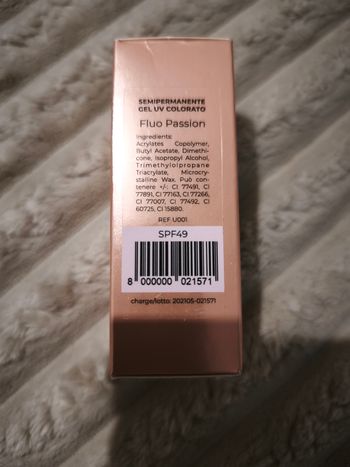 SEMIPERMANENTE
GEL UV COLORATO
Fluo Passion
Ingredients:
Acrylates Copolymer,
Butyl Acetate, Dimethi-
cone, Isopropyl Alcohol,
Trimethylolpropane
Triacrylate, Microcry-
stalline Wax. Può con-
tenere +/-. CI 77491, CI
77891, CI 77163, CI 77266,
CI 77007, CI 77492, CI
60725, CI 15880.
REF U001
SPF49
8 000000 021571
charge/lotto: 202105-021571